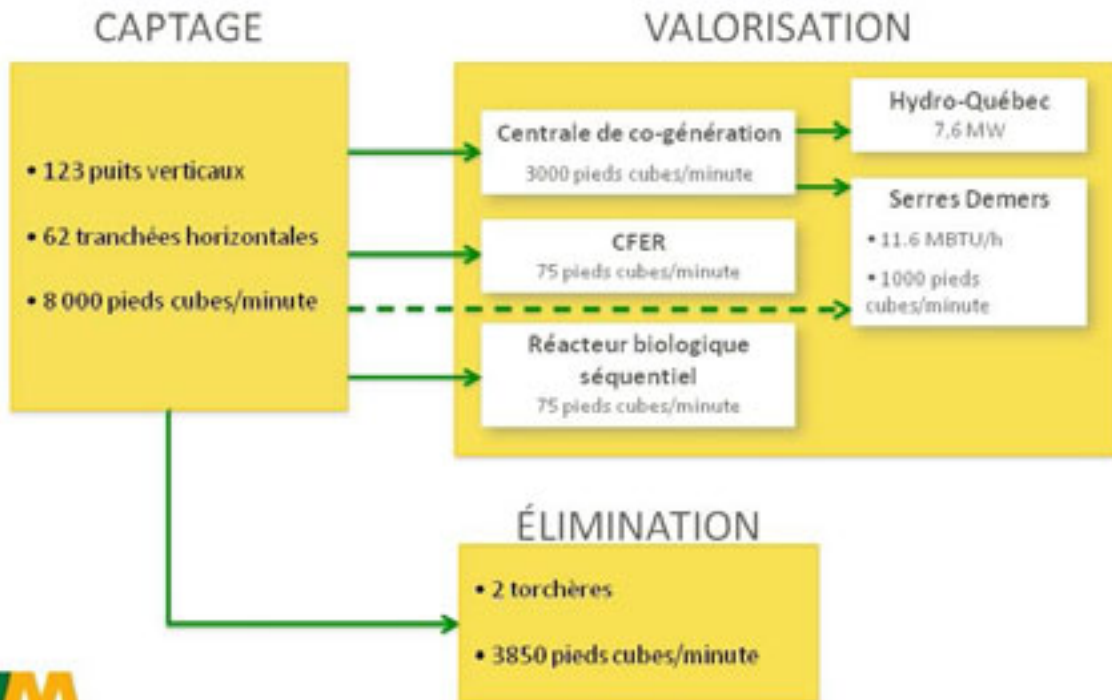 CAPTAGE
• 123 puits verticaux
• 62 tranchées horizontales
• 8 000 pieds cubes/minute
VALORISATION
Centrale de co-génération
3000 pieds cubes/minute
CFER
75 pieds cubes/minute
Réacteur biologique
séquentiel
75 pieds cubes/minute
Hydro-Québec
7,6 MW
Serres Demers
• 11.6 MBTU/h
• 1000 pieds
cubes/minute
ÉLIMINATION
• 2 torchères
• 3850 pieds cubes/minute